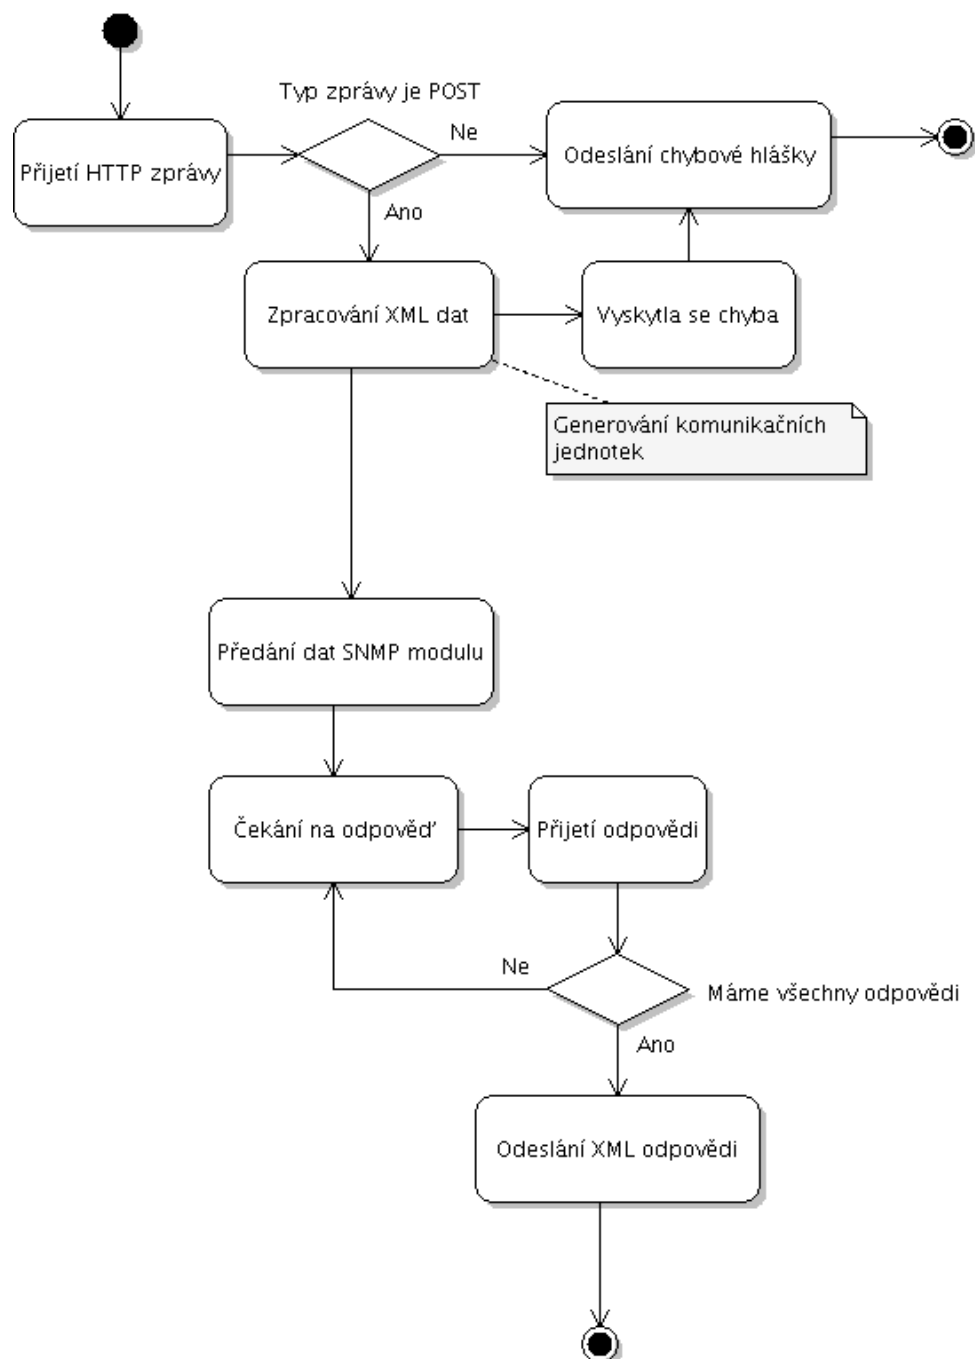 Typ zprávy je POST
Ne
Přijetí HTTP zprávy
Odeslání chybové hlášky
Ano
Zpracování XML dat
Vyskytla se chyba
Generování komunikačních
jednotek
Předání dat SNMP modulu
Čekání na odpověď
Přijetí odpovědi
Ne
Máme všechny odpovědi
Ano
Odeslání XML odpovědi